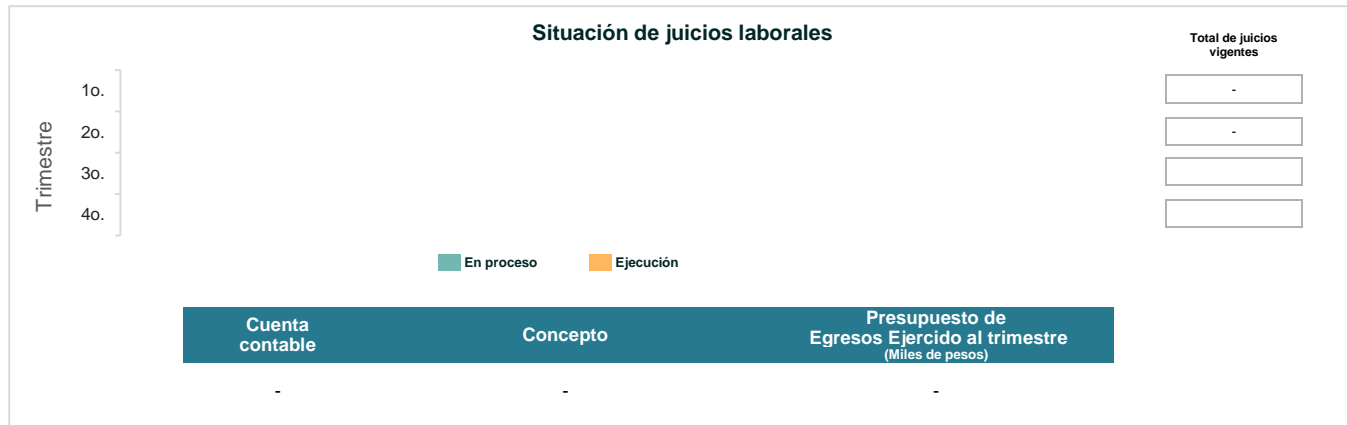 Situación de juicios laborales
Total de juicios
vigentes
Trimestre
1o.
-
2o.
-
3o.
4o.
En proceso
Ejecución
Cuenta
contable
Concepto
Presupuesto de
Egresos Ejercido al trimestre
(Miles de pesos)
- - -